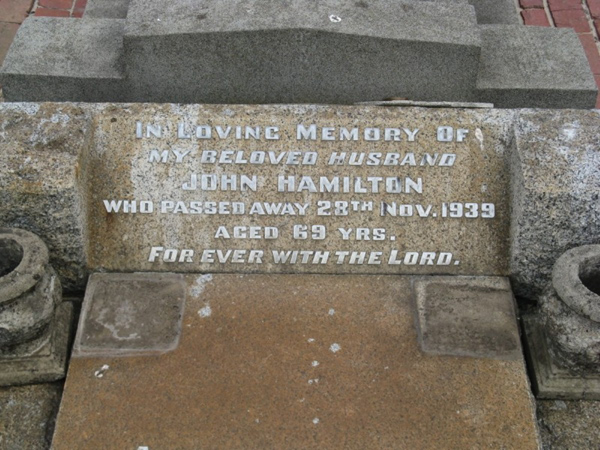 In Loving Memory Of
MY BELOVED HUSBAND
JOHN HAMILTON
WHO PASSED AWAY 28TH NOV. 1939
AGED 69 YRS.
FOR EVER WITH THE LORD.